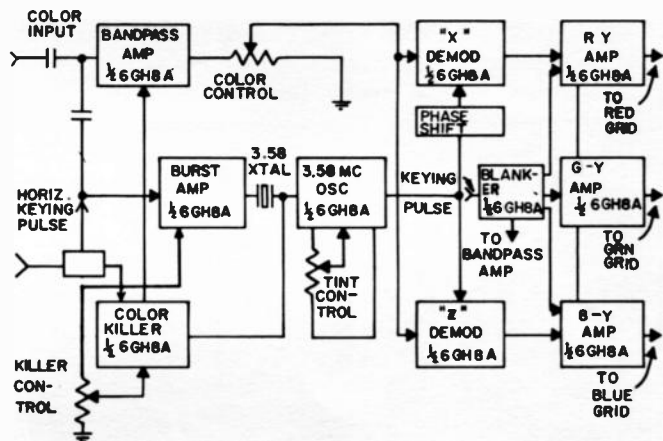 COLOR
INPUT
BANDPASS
AMP
½ 6GH8A
COLOR
CONTROL
"X"
DEMOD
½ 6GH8A
R Y
AMP
½ 6GH8A
TO
RED
GRID
PHASE
SHIFT
3.58
XTAL
BURST
AMP
½ 6GH8A
3.58 MC
OSC
½ 6GH8A
KEYING
PULSE
BLANK-
ER
½ 6GH8A
G-Y
AMP
½ 6GH8A
HORIZ.
KEYING
PULSE
TO
BANDPASS
AMP
TO
GRN
GRID
TINT
CON-
TROL
COLOR
KILLER
½ 6GH8A
"Z"
DEMOD
½ 6GH8A
B-Y
AMP
½ 6GH8A
KILLER
CON-
TROL
TO
BLUE
GRID